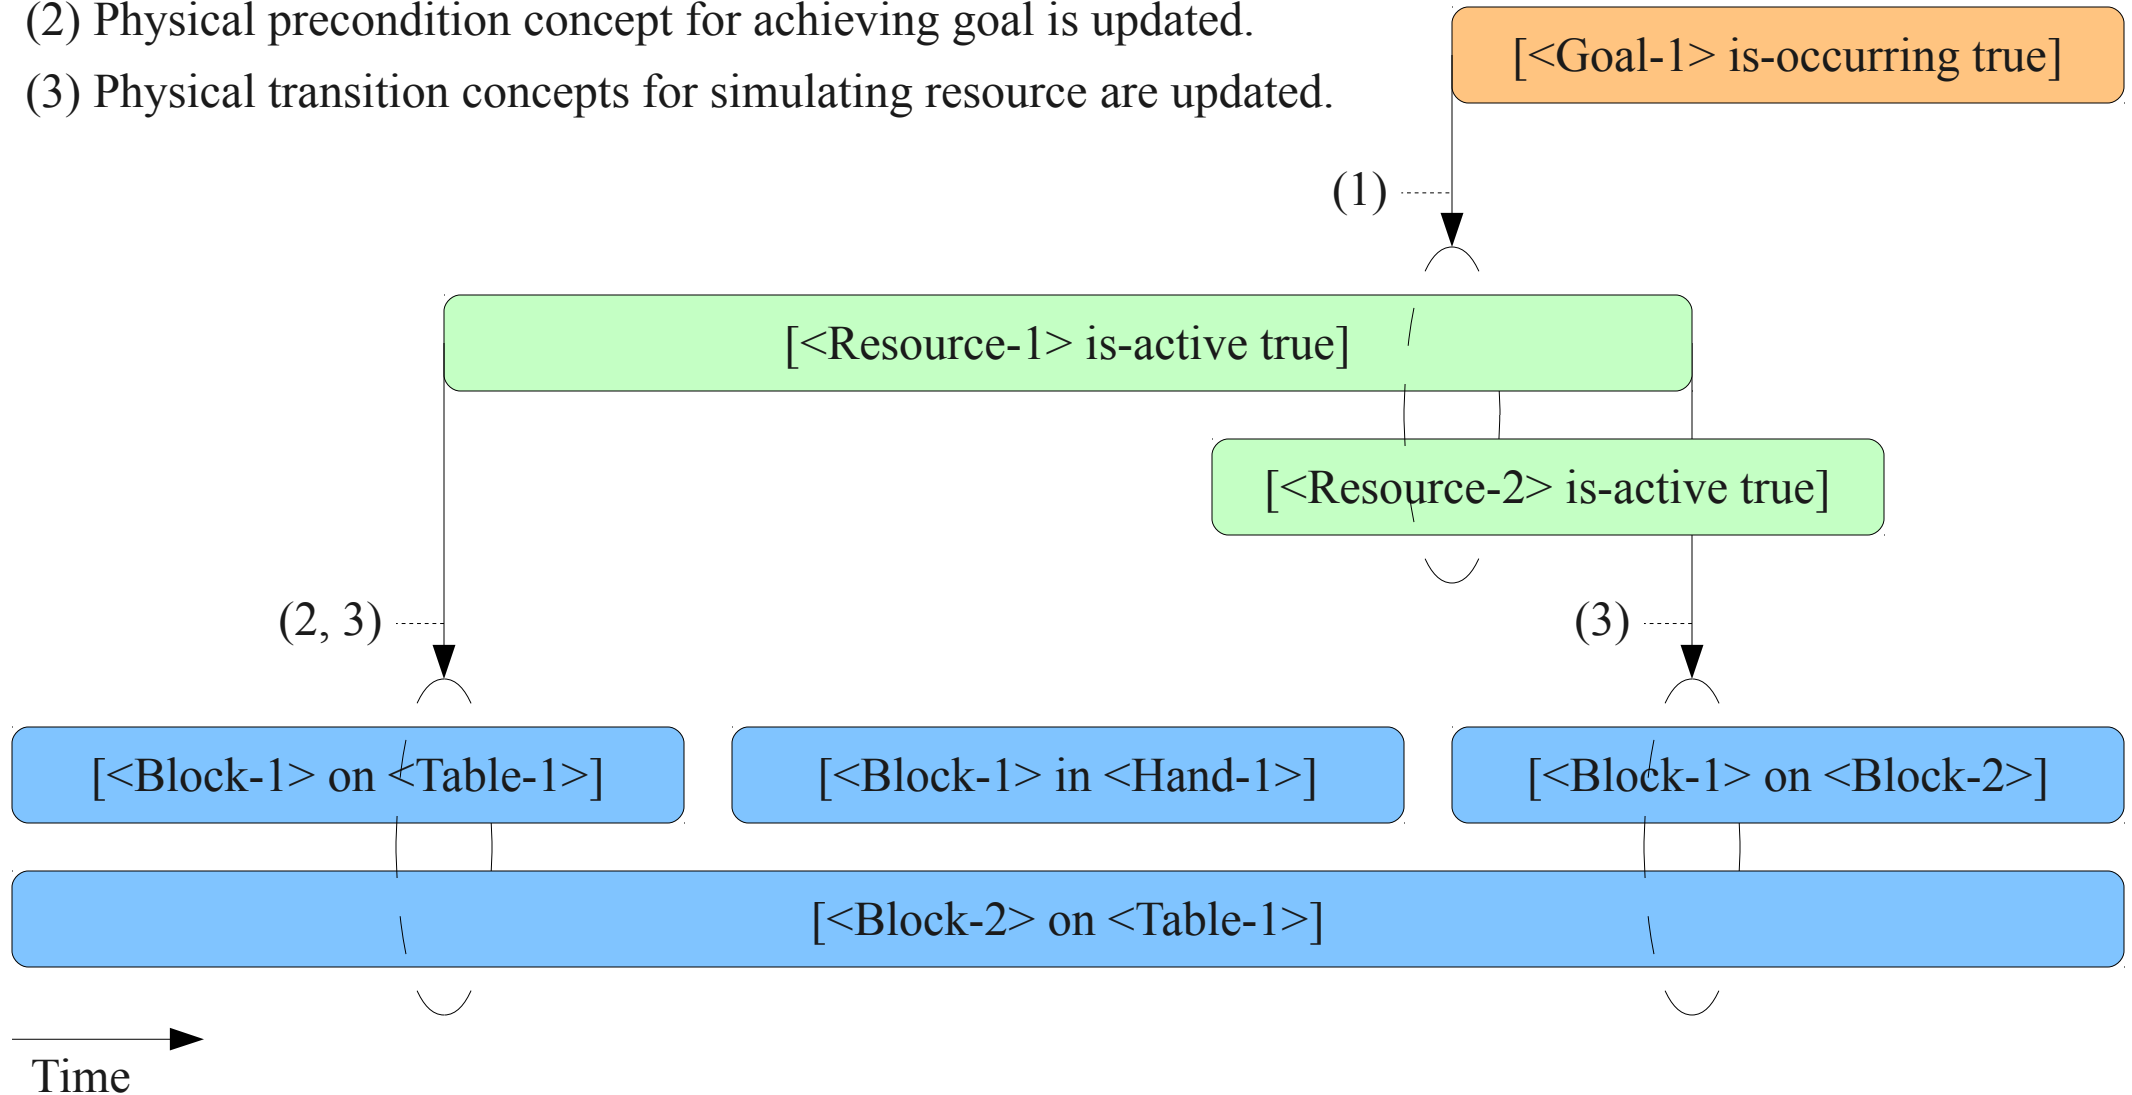 (2) Physical precondition concept for achieving goal is updated.
(3) Physical transition concepts for simulating resource are updated.
[<Goal-1> is-occurring true]
(1)
[<Resource-1> is-active true]
[<Resource-2> is-active true]
(2, 3)
(3)
[<Block-1> on <Table-1>]
[<Block-1> in <Hand-1>]
[<Block-1> on <Block-2>]
[<Block-2> on <Table-1>]
Time